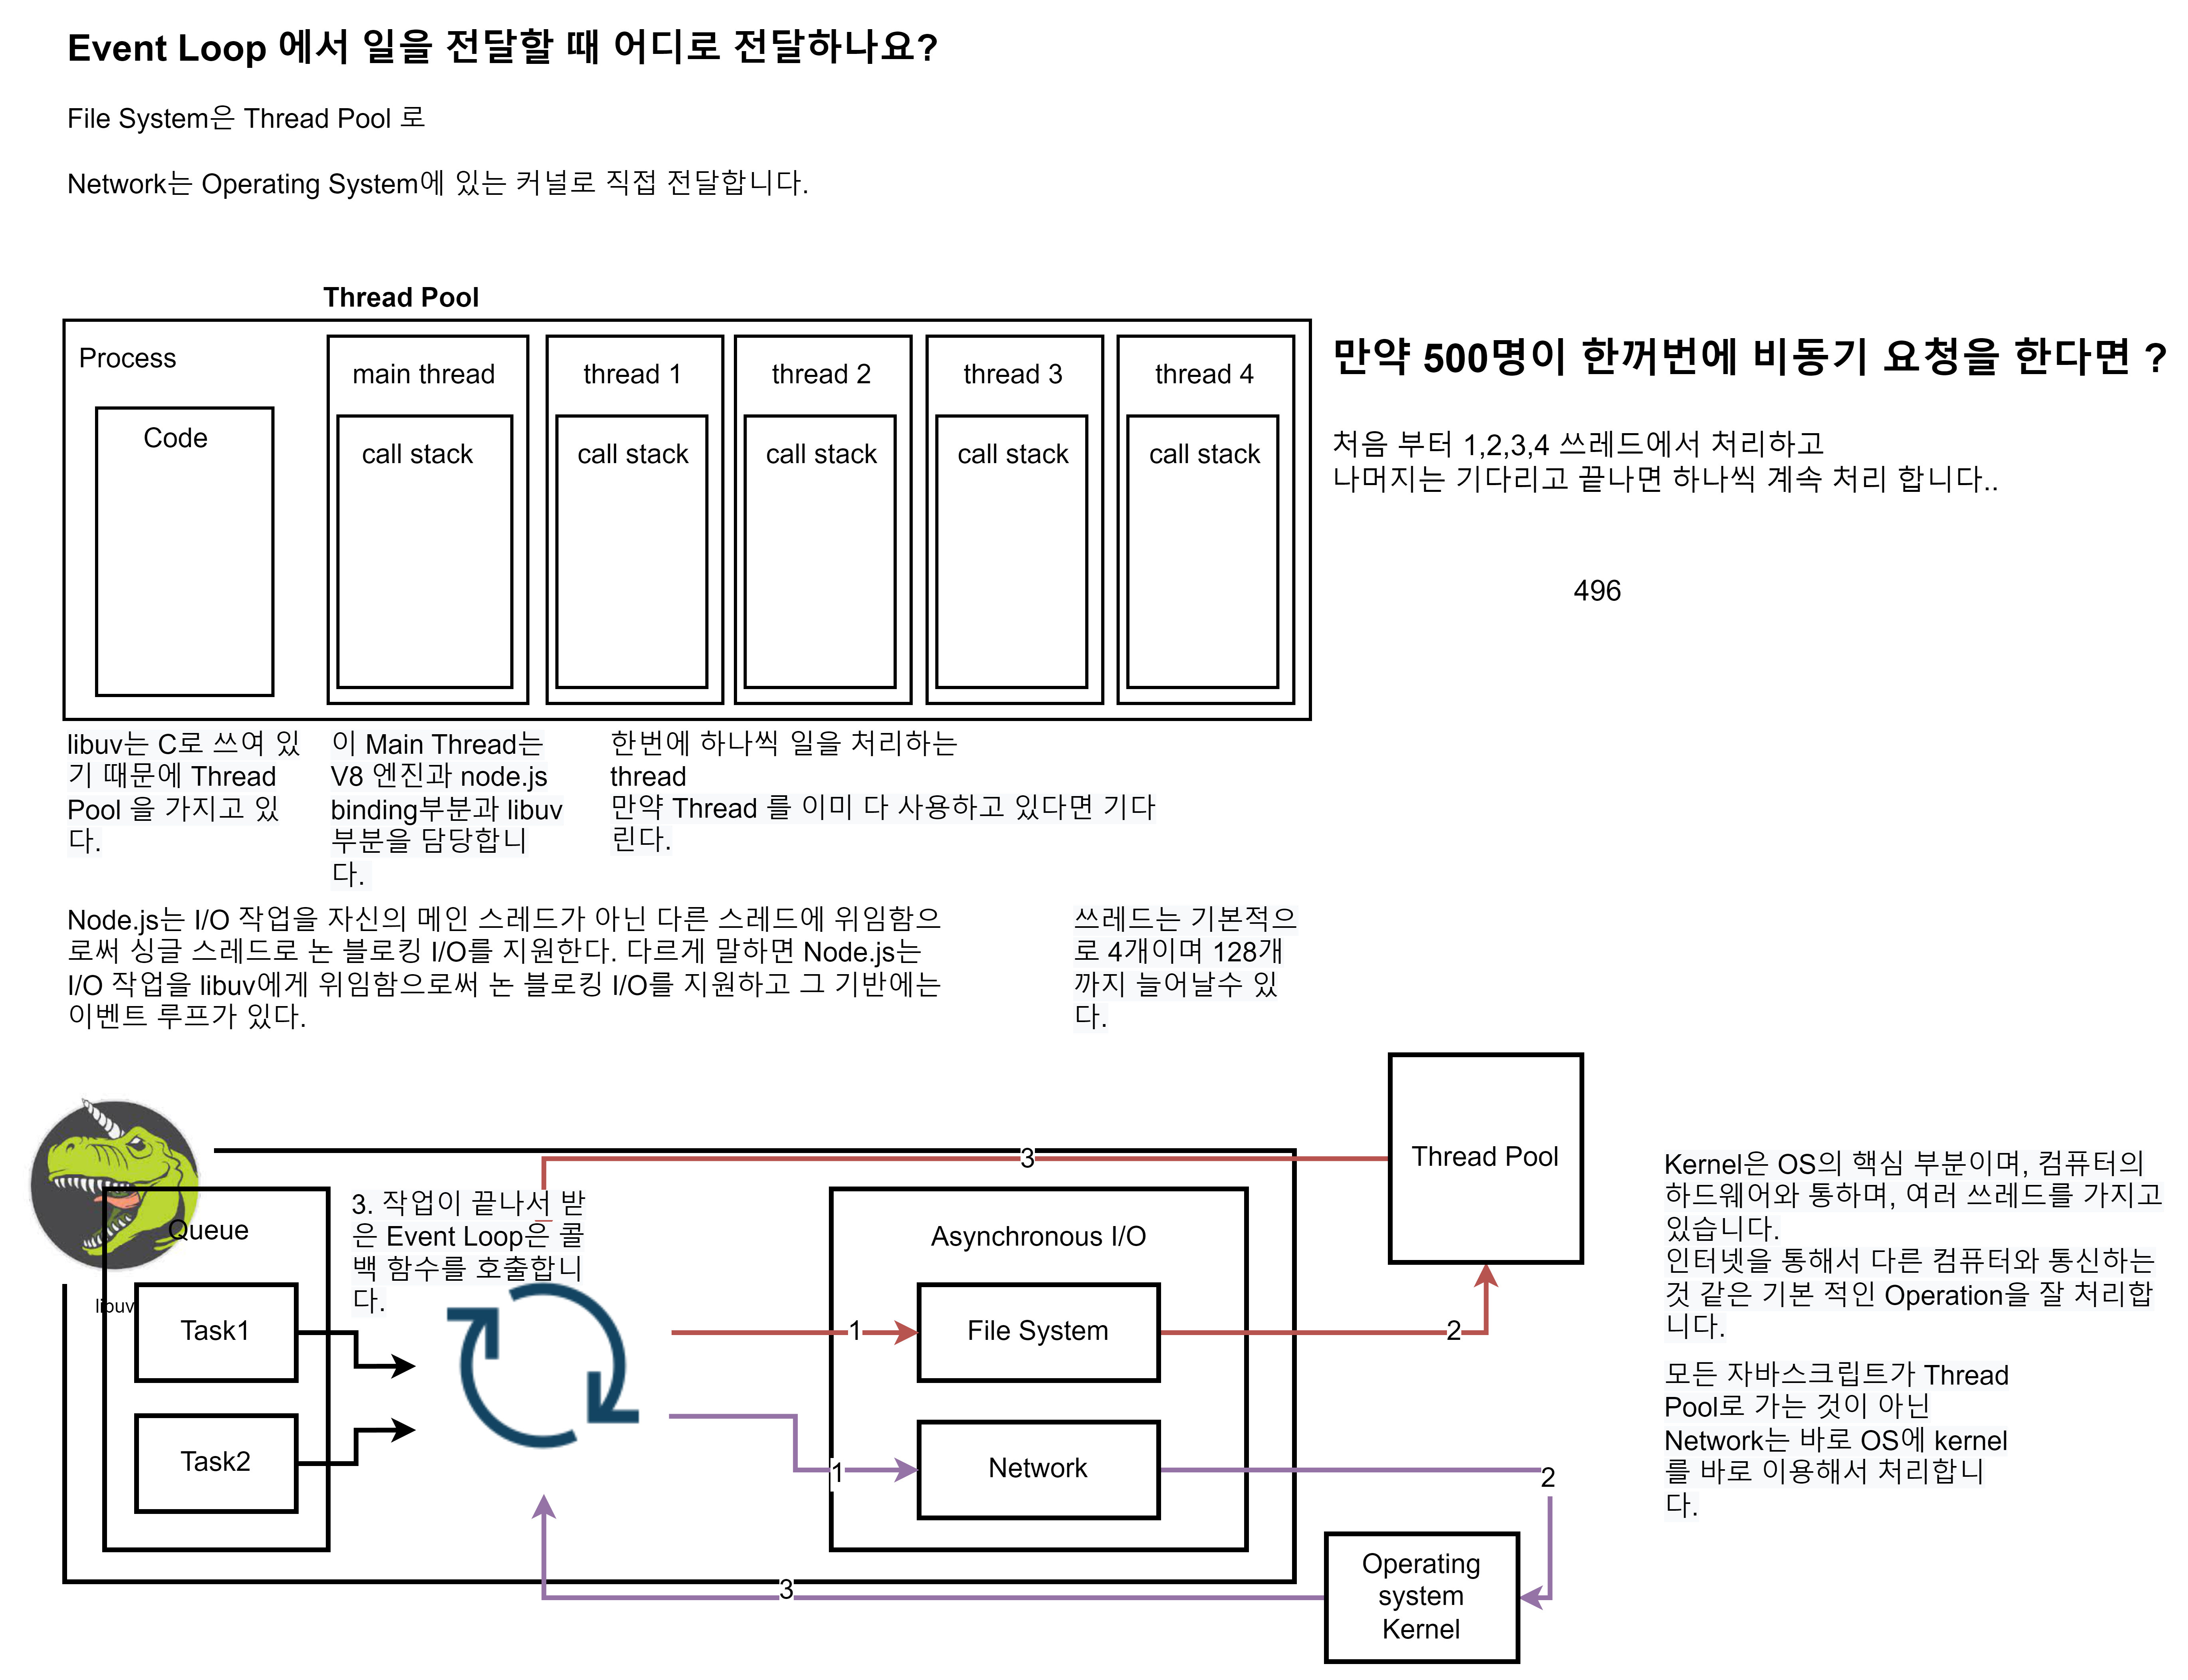 Event Loop 에서 일을 전달할 때 어디로 전달하나요?
File System은 Thread Pool 로
Network는 Operating System에 있는 커널로 직접 전달합니다.
Thread Pool
Process
Code
main thread
call stack
thread 1
call stack
thread 2
call stack
thread 3
call stack
thread 4
call stack
만약 500명이 한꺼번에 비동기 요청을 한다면 ?
처음 부터 1,2,3,4 쓰레드에서 처리하고
나머지는 기다리고 끝나면 하나씩 계속 처리 합니다..
496
libuv는 C로 쓰여 있
기 때문에 Thread
Pool 을 가지고 있
다.
이 Main Thread는
V8 엔진과 node.js
binding부분과 libuv
부분을 담당합니
다.
한번에 하나씩 일을 처리하는
thread
만약 Thread 를 이미 다 사용하고 있다면 기다
린다.
Node.js는 I/O 작업을 자신의 메인 스레드가 아닌 다른 스레드에 위임함으
로써 싱글 스레드로 논 블로킹 I/O를 지원한다. 다르게 말하면 Node.js는
I/O 작업을 libuv에게 위임함으로써 논 블로킹 I/O를 지원하고 그 기반에는
이벤트 루프가 있다.
쓰레드는 기본적으
로 4개이며 128개
까지 늘어날수 있
다.
libuv
Queue
Task1
Task2
3. 작업이 끝나서 받
은 Event Loop은 콜
백 함수를 호출합니
다.
3
1
1
3
Asynchronous I/O
File System
Network
2
2
Thread Pool
Operating
system
Kernel
Kernel은 OS의 핵심 부분이며, 컴퓨터의
하드웨어와 통하며, 여러 쓰레드를 가지고
있습니다.
인터넷을 통해서 다른 컴퓨터와 통신하는
것 같은 기본 적인 Operation을 잘 처리합
니다.
모든 자바스크립트가 Thread
Pool로 가는 것이 아닌
Network는 바로 OS에 kernel
를 바로 이용해서 처리합니
다.